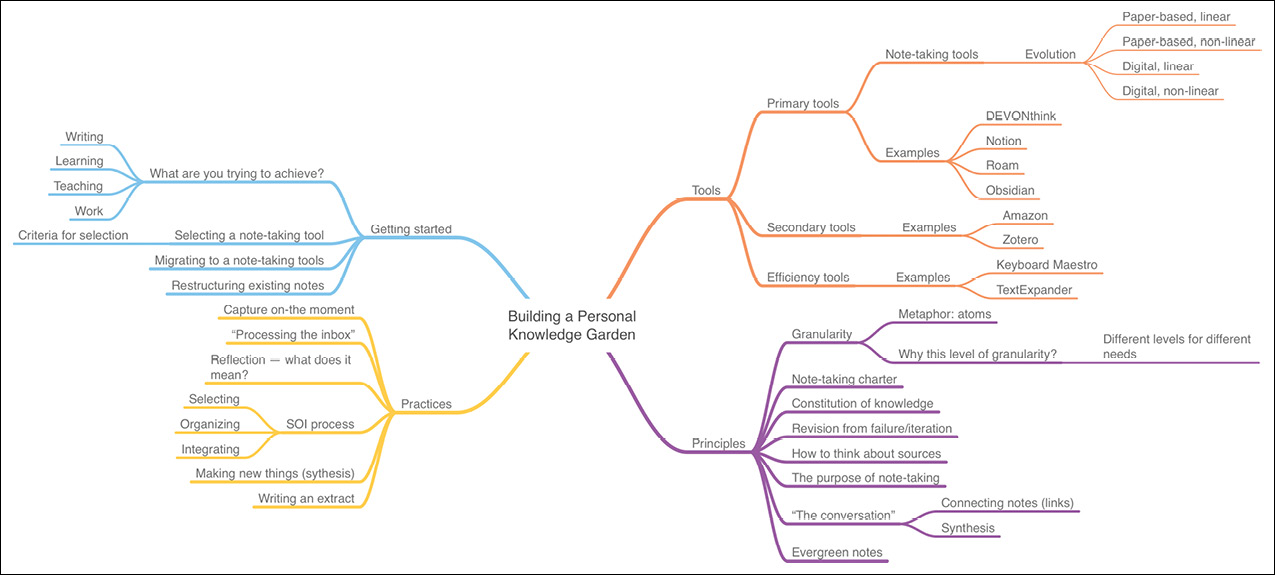 Building a Personal
Knowledge Garden
Tools
Primary tools
Note-taking tools
Evolution
Paper-based, linear
Paper-based, non-linear
Digital, linear
Digital, non-linear
Examples
DEVONthink
Notion
Roam
Obsidian
Secondary tools
Examples
Amazon
Zotero
Efficiency tools
Examples
Keyboard Maestro
TextExpander
Principles
Granularity
Metaphor: atoms
Why this level of granularity?
Different levels for different
needs
Note-taking charter
Constitution of knowledge
Revision from failure/iteration
How to think about sources
The purpose of note-taking
“The conversation”
Connecting notes (links)
Synthesis
Evergreen notes
Getting started
What are you trying to achieve?
Writing
Learning
Teaching
Work
Selecting a note-taking tool
Criteria for selection
Migrating to a note-taking tools
Restructuring existing notes
Practices
Capture on-the moment
“Processing the inbox”
Reflection — what does it
mean?
SOI process
Selecting
Organizing
Integrating
Making new things (sythesis)
Writing an extract